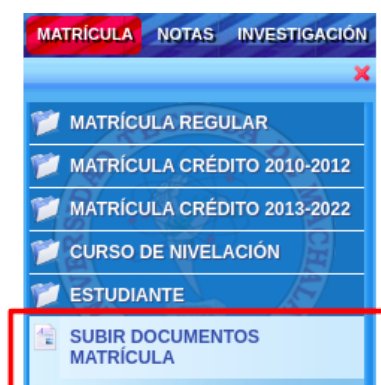 MATRÍCULA NOTAS INVESTIGACIÓN
MATRÍCULA REGULAR
MATRÍCULA CRÉDITO 2010-2012
MATRÍCULA CRÉDITO 2013-2022
CURSO DE NIVELACIÓN
ESTUDIANTE
SUBIR DOCUMENTOS
MATRÍCULA